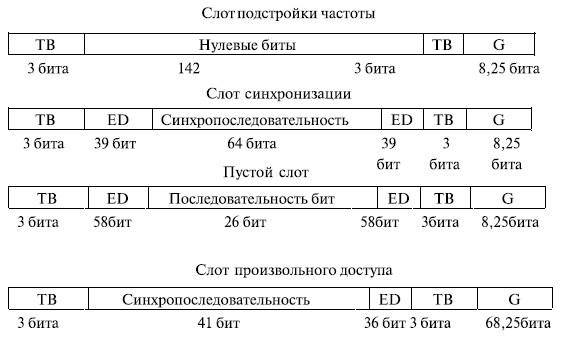 Слот подстройки частоты
ТВ Нулевые биты ТВ G
3 бита 142 3 бита 8,25 бита
Слот синхронизации
ТВ ED Синхропоследовательность ED ТВ G
3 бита 39 бит 64 бита 39 бит 3 бита 8,25 бита
Пустой слот
ТВ ED Последовательность бит ED ТВ G
3 бита 58бит 26 бит 58бит 3бита 8,25бита
Слот произвольного доступа
ТВ Синхропоследовательность ED ТВ G
3 бита 41 бит 36 бит 3 бита 68,25бита